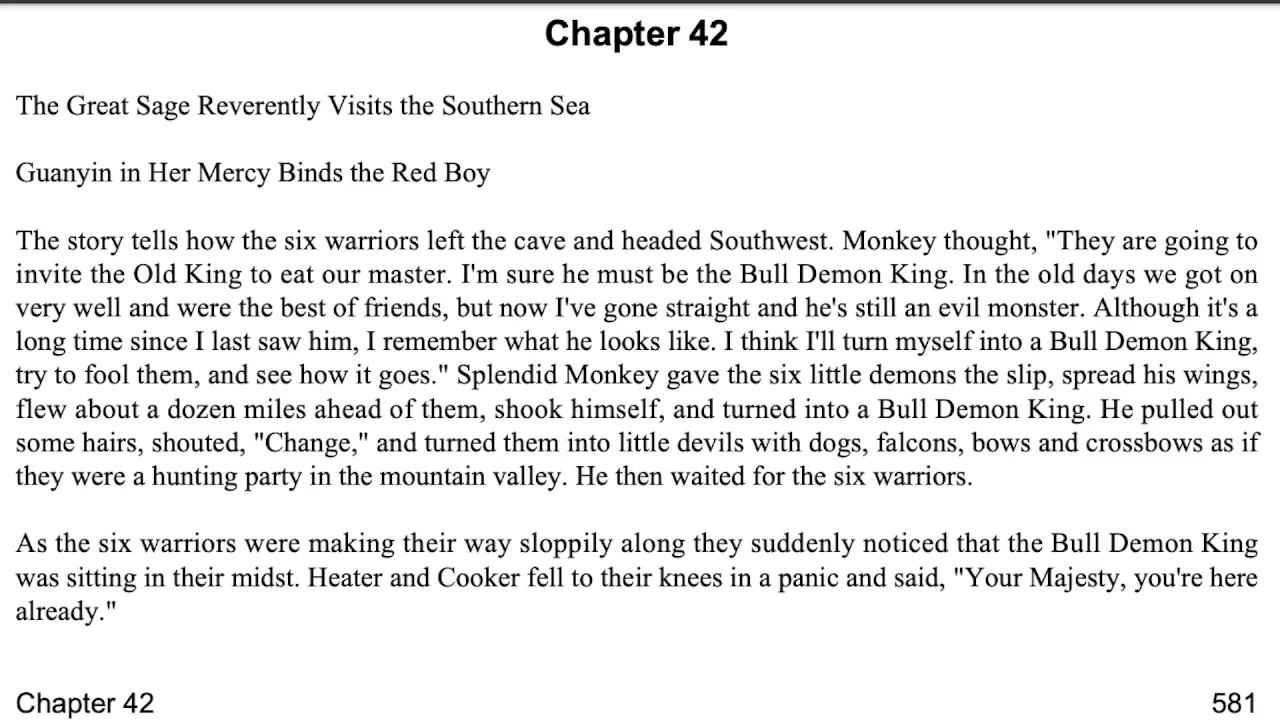 Chapter 42
The Great Sage Reverently Visits the Southern Sea
Guanyin in Her Mercy Binds the Red Boy
The story tells how the six warriors left the cave and headed Southwest. Monkey thought, "They are going to
invite the Old King to eat our master. I'm sure he must be the Bull Demon King. In the old days we got on
very well and were the best of friends, but now I've gone straight and he's still an evil monster. Although it's a
long time since I last saw him, I remember what he looks like. I think I'll turn myself into a Bull Demon King,
try to fool them, and see how it goes." Splendid Monkey gave the six little demons the slip, spread his wings,
flew about a dozen miles ahead of them, shook himself, and turned into a Bull Demon King. He pulled out
some hairs, shouted, "Change," and turned them into little devils with dogs, falcons, bows and crossbows as if
they were a hunting party in the mountain valley. He then waited for the six warriors.
As the six warriors were making their way sloppily along they suddenly noticed that the Bull Demon King
was sitting in their midst. Heater and Cooker fell to their knees in a panic and said, "Your Majesty, you're here
already."
Chapter 42 581